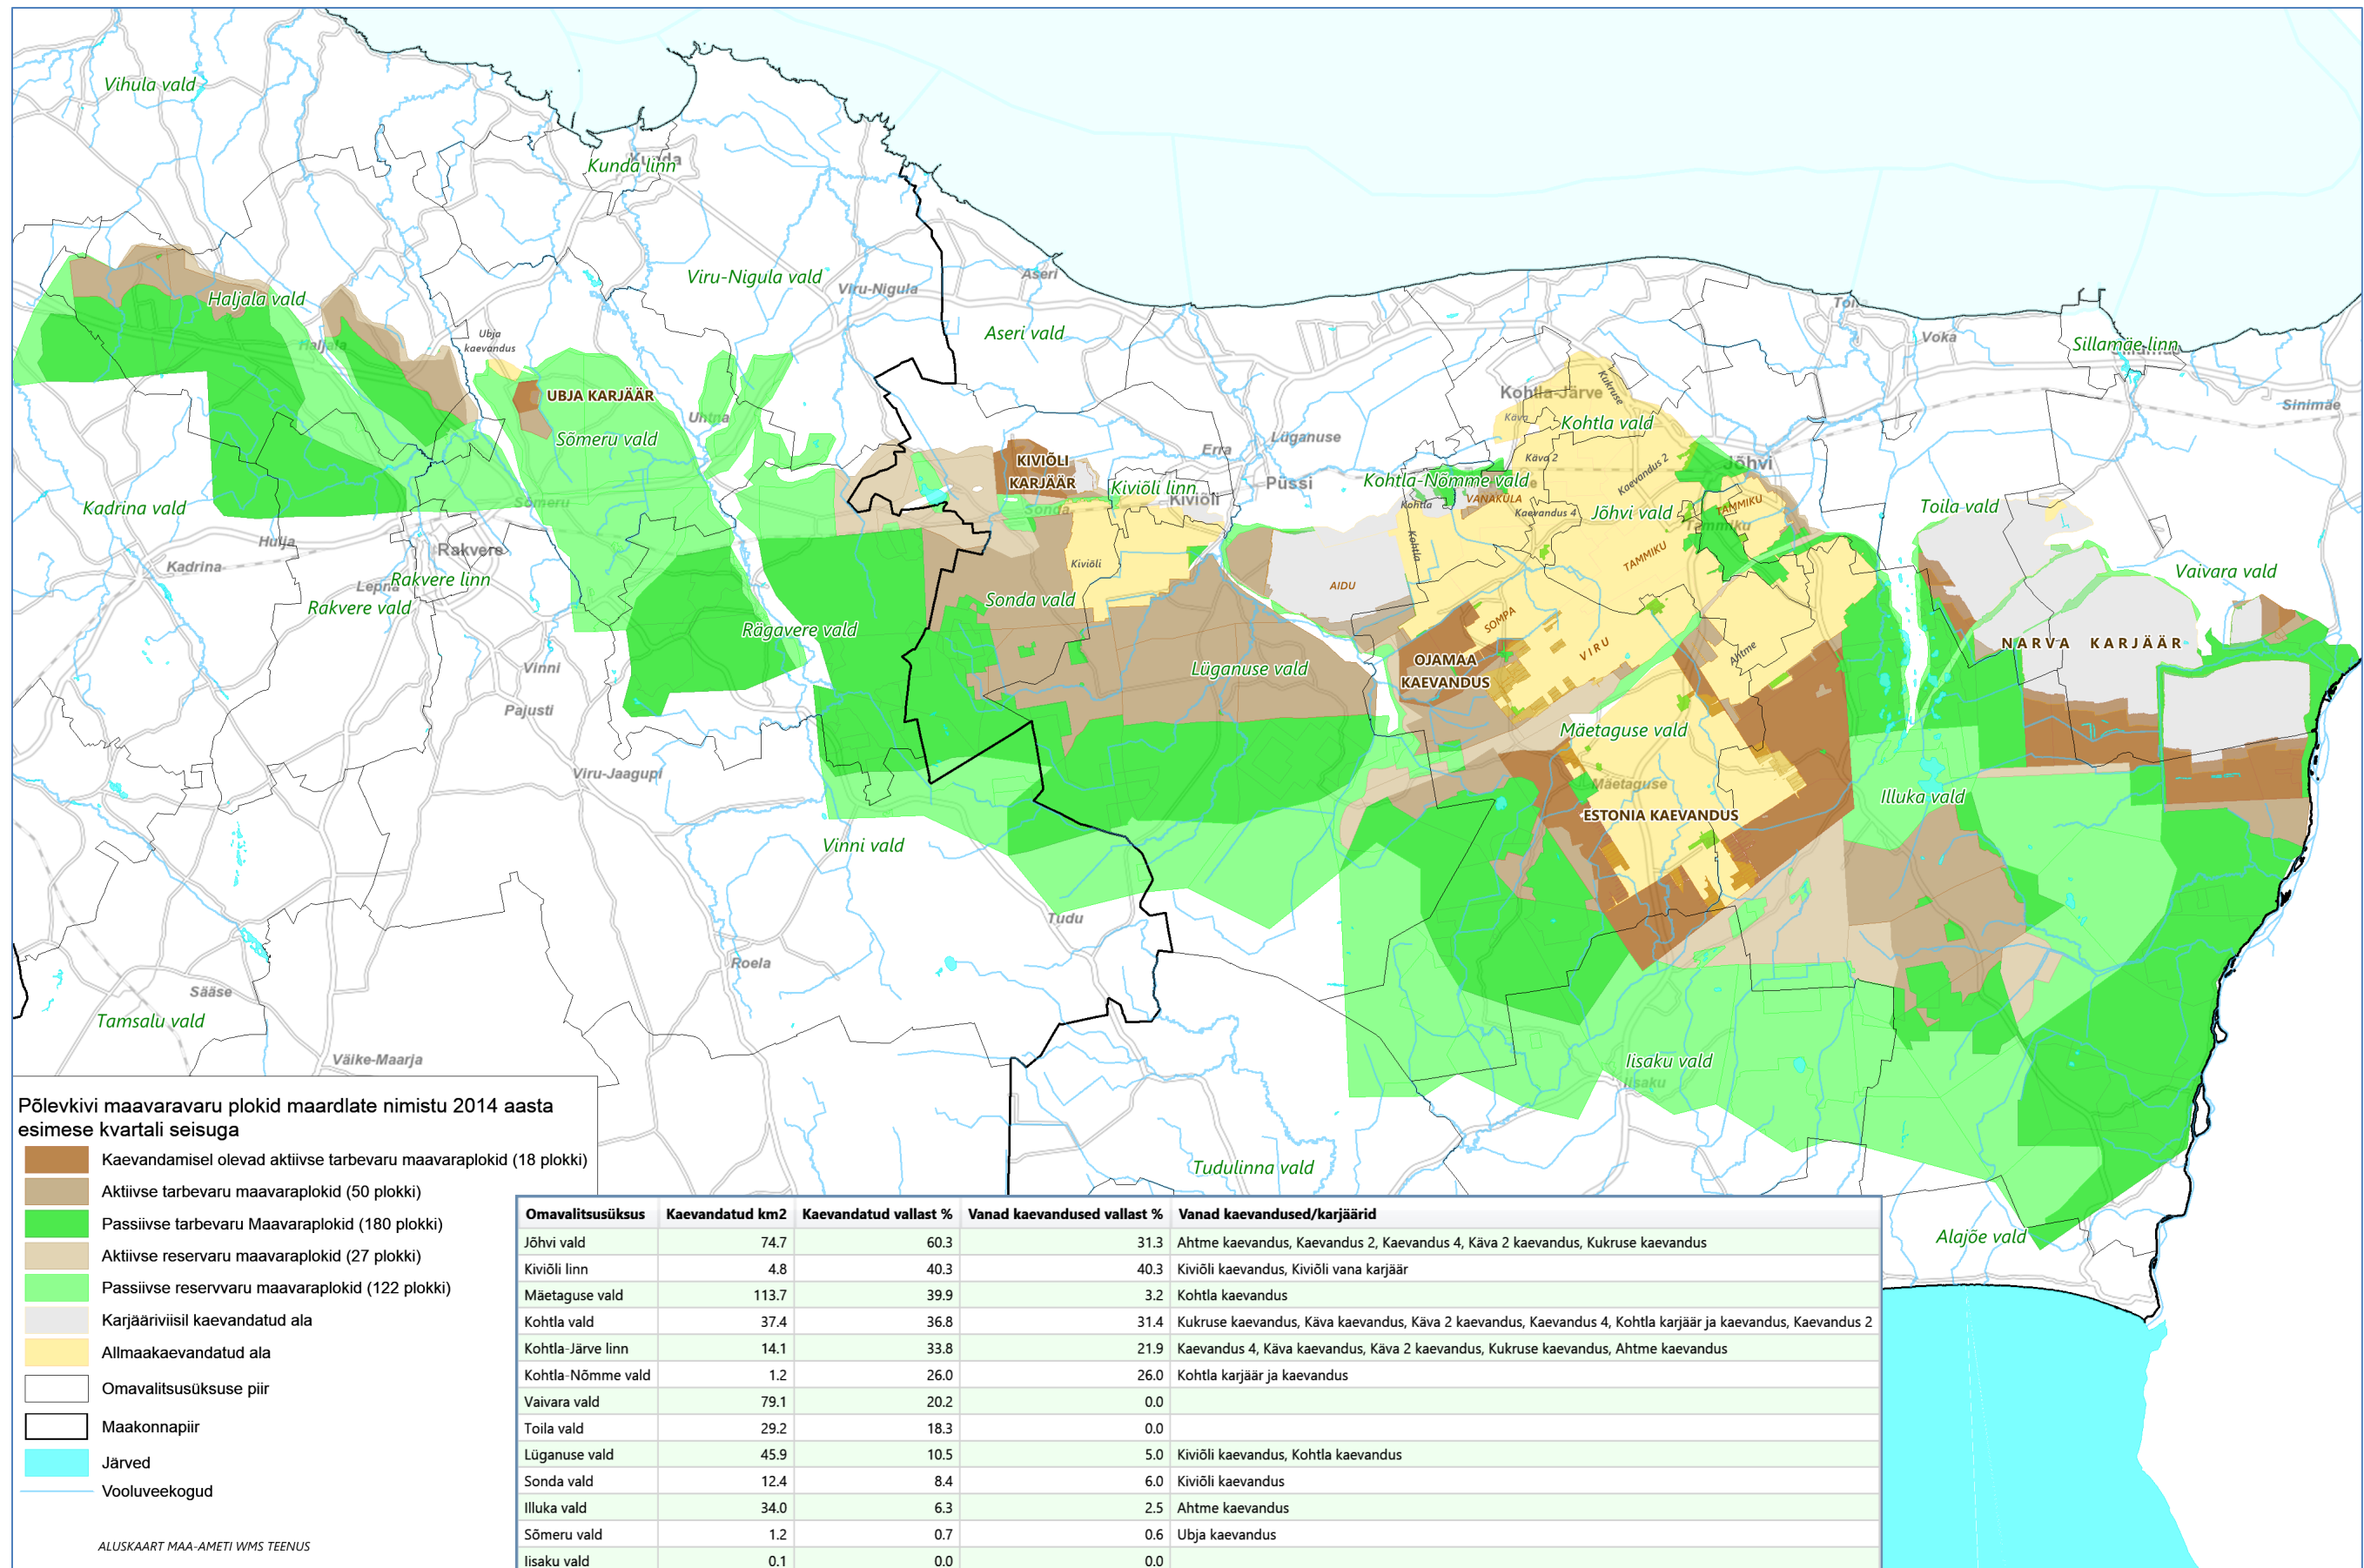 Vihula vald
Kunda
Kunda linn
Viru-Nigula vald
Viru-Nigula
Aseri
Aseri vald
Haljala vald
Haljala
Ubja
kaevandus
UBJA KARJÄÄR
Sõmeru vald
Uhtna
Toila
Voka
Sillamäe linn
Sinimäe
Kohtla-Järve
Kukruse
Käva
Kohtla vald
Lüganuse
Erra
Püssi
KIVIÕLI
KARJÄÄR
Kiviõli linn
Kiviõli
Sonda
Käva 2
Kaevandus 2
Jõhvi
Kohtla-Nõmme vald
VANAKÜLA
Kohtla
Kaevandus 4
Jõhvi vald
TAMMIKU
Tammiku
Toila vald
Kadrina vald
Sõmeru
Hulja
Kadrina
Rakvere
Lepna
Rakvere linn
Rakvere vald
Kiviõli
Sonda vald
AIDU
Kohtla
TAMMIKU
Vaivara vald
Rägavere vald
SOMPA
VIRU
Ahtme
NARVA KARJÄÄR
Vinni
Lüganuse vald
OJAMAA
KAEVANDUS
Pajusti
Mäetaguse vald
Viru-Jaagupi
Mäetaguse
Illuka vald
ESTONIA KAEVANDUS
Vinni vald
Tudu
Roela
Sääse
Tamsalu vald
Väike-Maarja
Iisaku vald
Iisaku
Tudulinna vald
Alajõe vald
Põlevkivi maavaravaru plokid maardlate nimistu 2014 aasta
esimese kvartali seisuga
Kaevandamisel olevad aktiivse tarbevaru maavaraplokid (18 plokki)
Aktiivse tarbevaru maavaraplokid (50 plokki)
Passiivse tarbevaru Maavaraplokid (180 plokki)
Aktiivse reservaru maavaraplokid (27 plokki)
Passiivse reservvaru maavaraplokid (122 plokki)
Karjääriviisil kaevandatud ala
Allmaakaevandatud ala
Omavalitsusüksuse piir
Maakonnapiir
Järved
Vooluveekogud
ALUSKAART MAA-AMETI WMS TEENUS
Omavalitsusüksus Kaevandatud km2 Kaevandatud vallast % Vanad kaevandused vallast % Vanad kaevandused/karjäärid
Jõhvi vald 74.7 60.3 31.3 Ahtme kaevandus, Kaevandus 2, Kaevandus 4, Käva 2 kaevandus, Kukruse kaevandus
Kiviõli linn 4.8 40.3 40.3 Kiviõli kaevandus, Kiviõli vana karjäär
Mäetaguse vald 113.7 39.9 3.2 Kohtla kaevandus
Kohtla vald 37.4 36.8 31.4 Kukruse kaevandus, Käva kaevandus, Käva 2 kaevandus, Kaevandus 4, Kohtla karjäär ja kaevandus, Kaevandus 2
Kohtla-Järve linn 14.1 33.8 21.9 Kaevandus 4, Käva kaevandus, Käva 2 kaevandus, Kukruse kaevandus, Ahtme kaevandus
Kohtla-Nõmme vald 1.2 26.0 26.0 Kohtla karjäär ja kaevandus
Vaivara vald 79.1 20.2 0.0
Toila vald 29.2 18.3 0.0
Lüganuse vald 45.9 10.5 5.0 Kiviõli kaevandus, Kohtla kaevandus
Sonda vald 12.4 8.4 6.0 Kiviõli kaevandus
Illuka vald 34.0 6.3 2.5 Ahtme kaevandus
Sõmeru vald 1.2 0.7 0.6 Ubja kaevandus
Iisaku vald 0.1 0.0 0.0